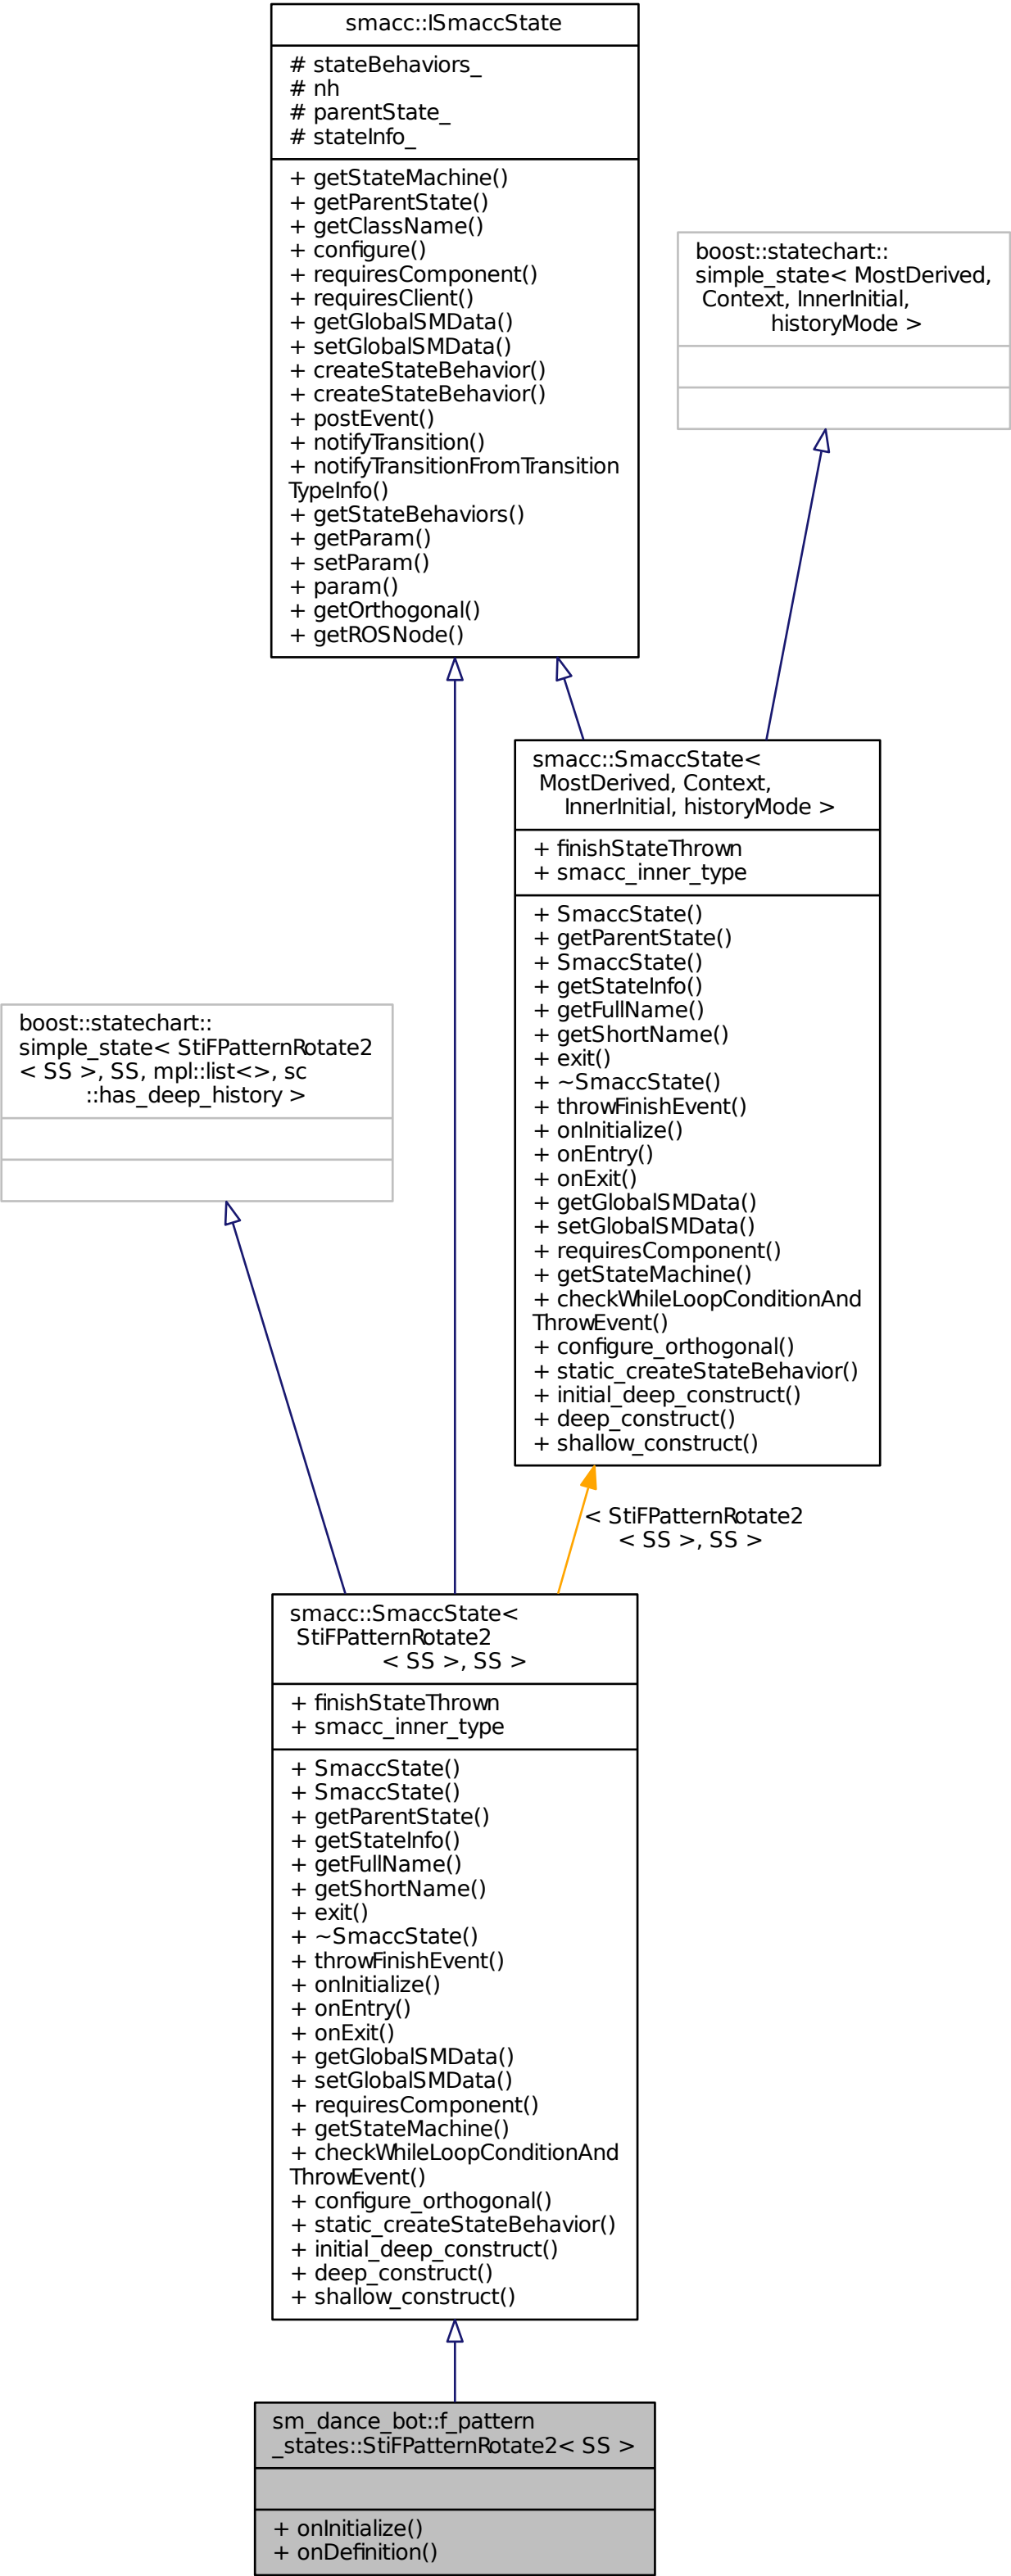 smacc::ISmaccState
# stateBehaviors_
# nh
# parentState_
# stateInfo_
+ getStateMachine()
+ getParentState()
+ getClassName()
+ configure()
+ requiresComponent()
+ requiresClient()
+ getGlobalSMData()
+ setGlobalSMData()
+ createStateBehavior()
+ createStateBehavior()
+ postEvent()
+ notifyTransition()
+ notifyTransitionFromTransition
TypeInfo()
+ getStateBehaviors()
+ getParam()
+ setParam()
+ param()
+ getOrthogonal()
+ getROSNode()
boost::statechart::
simple_state< MostDerived,
Context, InnerInitial,
historyMode >
smacc::SmaccState<
MostDerived, Context,
InnerInitial, historyMode >
+ finishStateThrown
+ smacc_inner_type
+ SmaccState()
+ getParentState()
+ SmaccState()
+ getStateInfo()
+ getFullName()
+ getShortName()
+ exit()
+ ~SmaccState()
+ throwFinishEvent()
+ onInitialize()
+ onEntry()
+ onExit()
+ getGlobalSMData()
+ setGlobalSMData()
+ requiresComponent()
+ getStateMachine()
+ checkWhileLoopConditionAnd
ThrowEvent()
+ configure_orthogonal()
+ static_createStateBehavior()
+ initial_deep_construct()
+ deep_construct()
+ shallow_construct()
boost::statechart::
simple_state< StiFPatternRotate2
< SS >, SS, mpl::list<>, sc
::has_deep_history >
< StiFPatternRotate2
< SS >, SS >
smacc::SmaccState<
StiFPatternRotate2
< SS >, SS >
+ finishStateThrown
+ smacc_inner_type
+ SmaccState()
+ SmaccState()
+ getParentState()
+ getStateInfo()
+ getFullName()
+ getShortName()
+ exit()
+ ~SmaccState()
+ throwFinishEvent()
+ onInitialize()
+ onEntry()
+ onExit()
+ getGlobalSMData()
+ setGlobalSMData()
+ requiresComponent()
+ getStateMachine()
+ checkWhileLoopConditionAnd
ThrowEvent()
+ configure_orthogonal()
+ static_createStateBehavior()
+ initial_deep_construct()
+ deep_construct()
+ shallow_construct()
sm_dance_bot::f_pattern
_states::StiFPatternRotate2< SS >
+ onInitialize()
+ onDefinition()